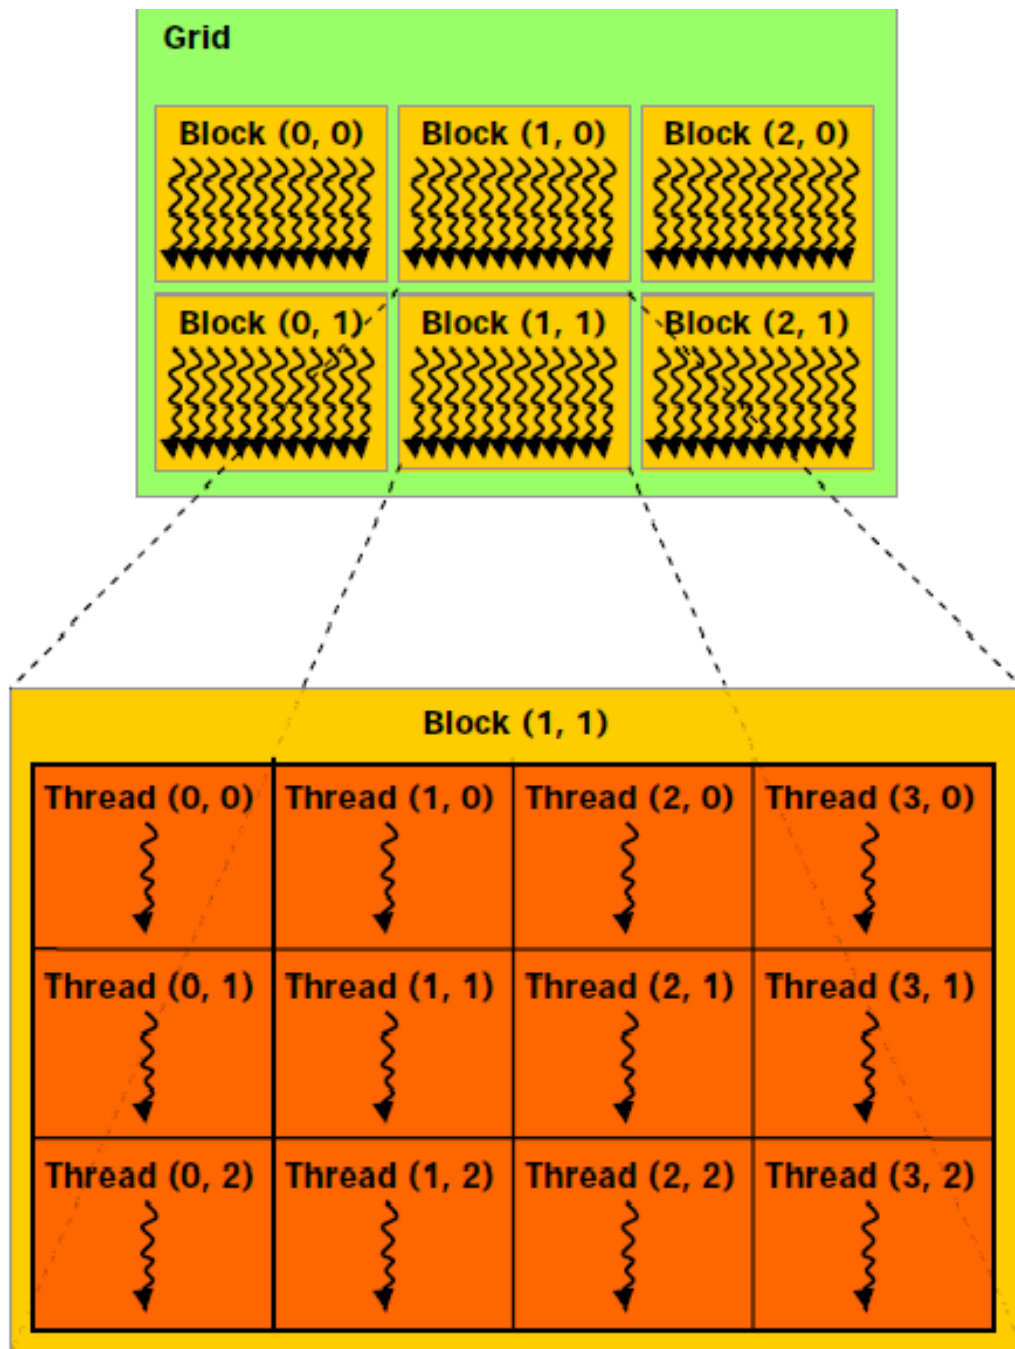 Grid
Block (0, 0) Block (1, 0) Block (2, 0)
Block (0, 1) Block (1, 1) Block (2, 1)
Block (1, 1)
Thread (0, 0) Thread (1, 0) Thread (2, 0) Thread (3, 0)
Thread (0, 1) Thread (1, 1) Thread (2, 1) Thread (3, 1)
Thread (0, 2) Thread (1, 2) Thread (2, 2) Thread (3, 2)